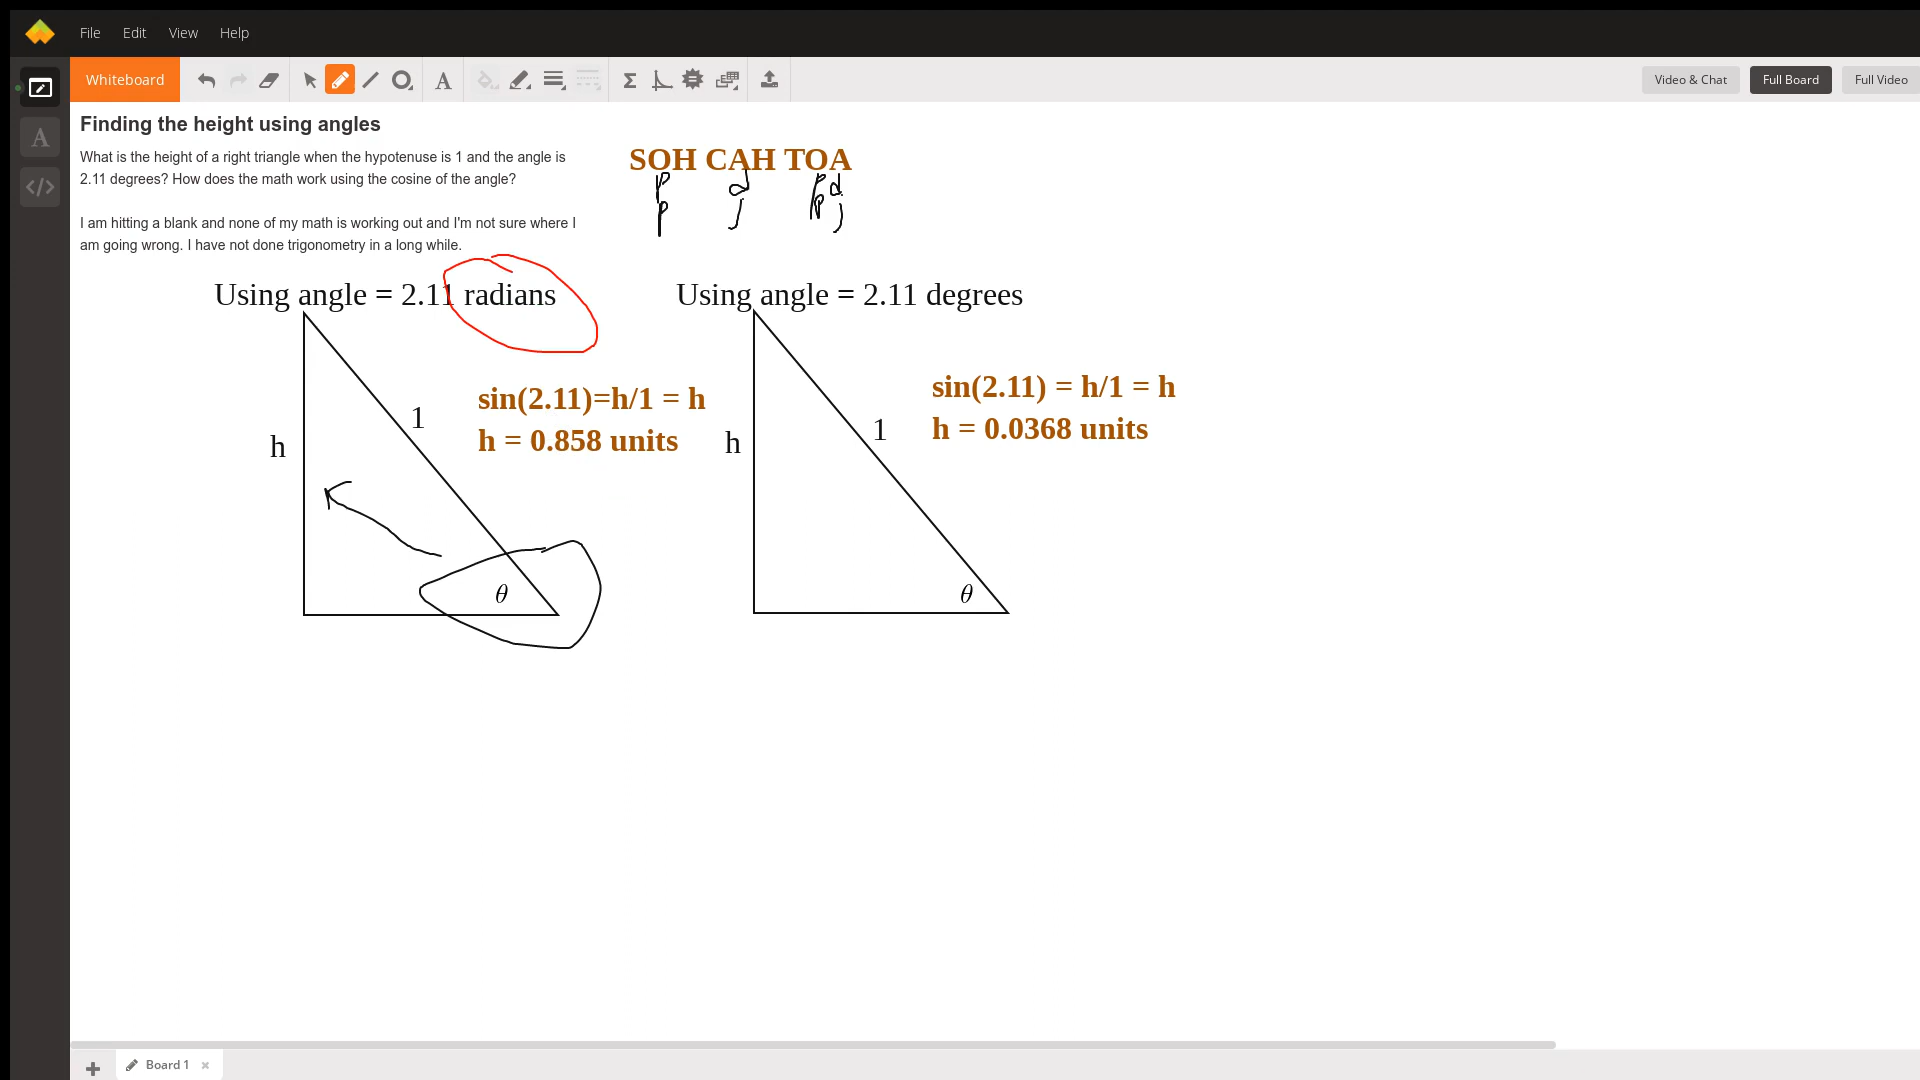 File Edit View Help
Whiteboard
Video & Chat Full Board Full Video
Finding the height using angles
What is the height of a right triangle when the hypotenuse is 1 and the angle is
2.11 degrees? How does the math work using the cosine of the angle?
I am hitting a blank and none of my math is working out and I'm not sure where I
am going wrong. I have not done trigonometry in a long while.
SOH CAH TOA
p d p d
p j p j
Using angle = 2.11 radians
h
1
sin(2.11)=h/1 = h
h = 0.858 units
θ
Using angle = 2.11 degrees
h
1
sin(2.11) = h/1 = h
h = 0.0368 units
θ
Board 1